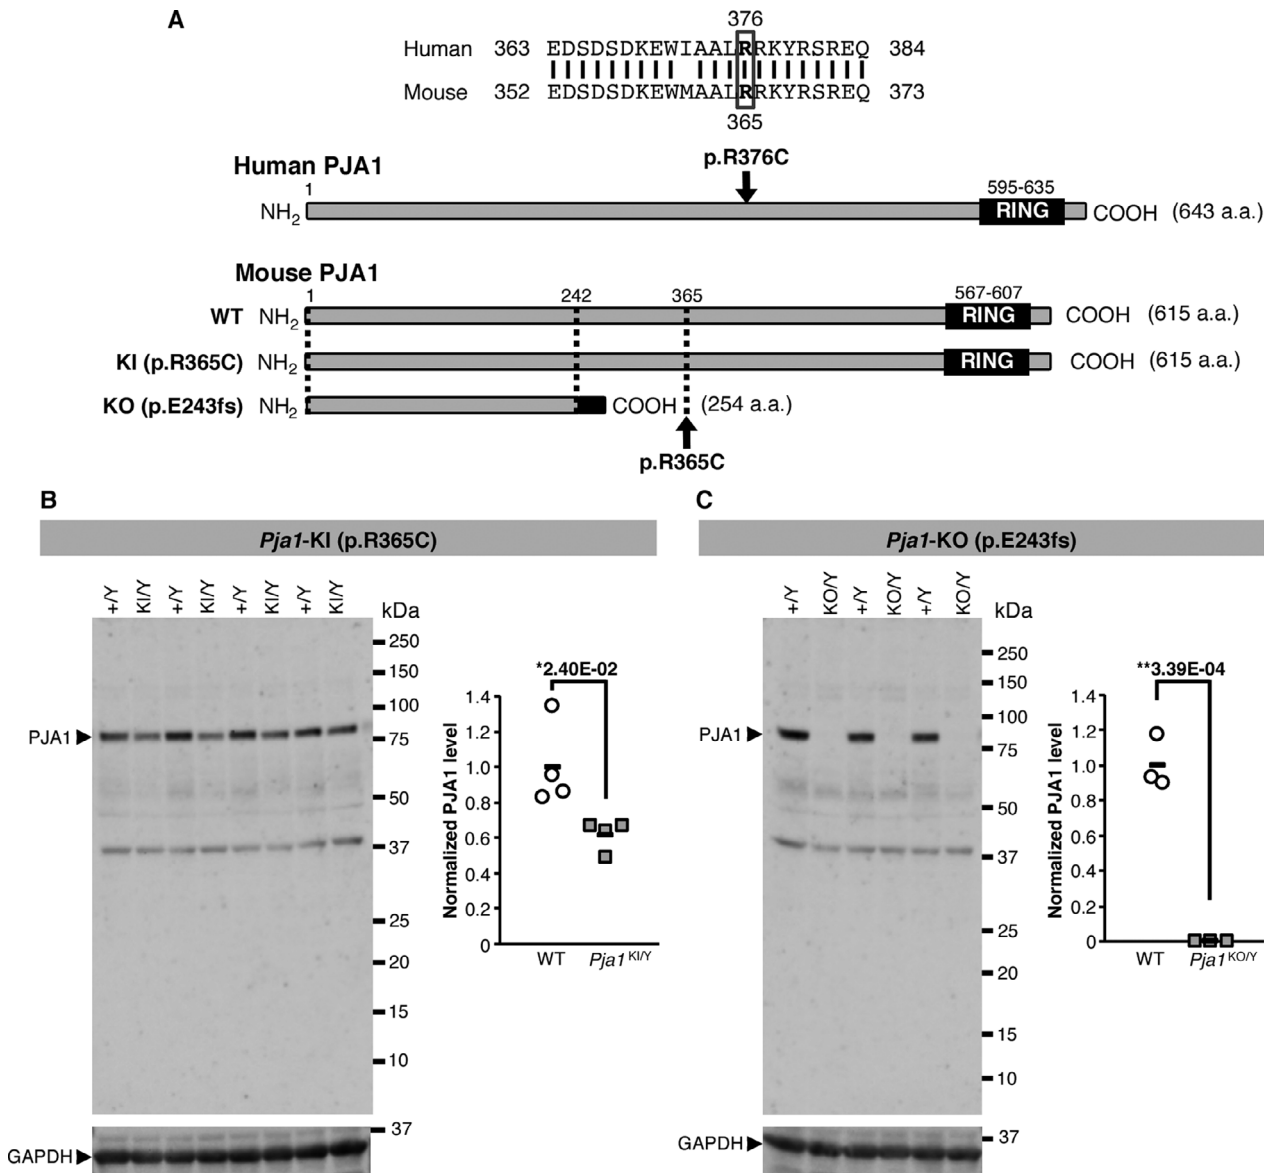 A
376
Human 363 EDSDSDKEWIAALRRKYRSREQ 384
Mouse 352 EDSDSDKEWMAALRRKYRSREQ 373
365
p.R376C
Human PJA1
1
595-635
NH2 RING COOH (643 a.a.)
Mouse PJA1
1 242 365 567-607
WT NH2 RING COOH (615 a.a.)
KI (p.R365C) NH2 RING COOH (615 a.a.)
KO (p.E243fs) NH2 COOH (254 a.a.)
p.R365C
B
Pja1-KI (p.R365C)
+/Y KI/Y +/Y KI/Y +/Y KI/Y +/Y KI/Y
kDa
250
150
100
75
50
37
25
20
15
10
PJA1
37
GAPDH
*2.40E-02
Normalized PJA1 level
1.4
1.2
1.0
0.8
0.6
0.4
0.2
0
WT Pja1KI/Y
C
Pja1-KO (p.E243fs)
+/Y KO/Y +/Y KO/Y +/Y KO/Y
kDa
250
150
100
75
50
37
25
20
15
10
PJA1
37
GAPDH
**3.39E-04
Normalized PJA1 level
1.4
1.2
1.0
0.8
0.6
0.4
0.2
0
WT Pja1KO/Y